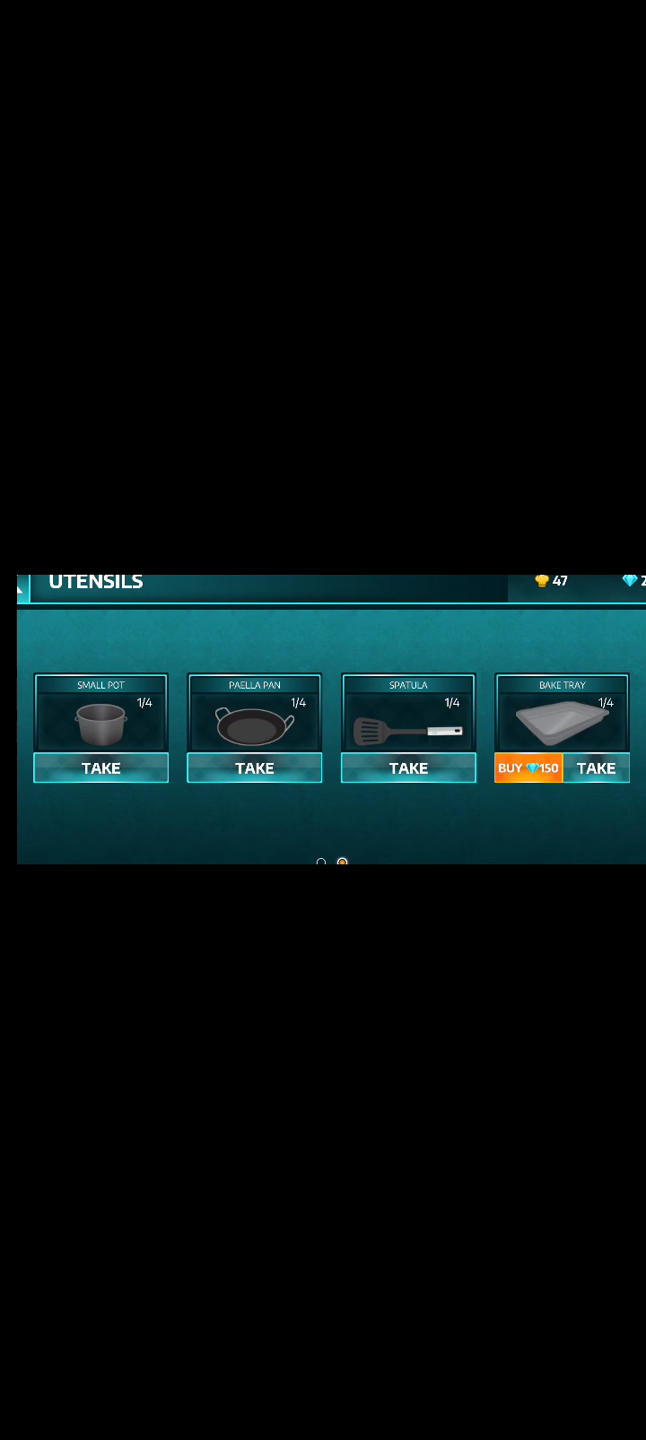 UTENSILS
47
SMALL POT
1/4
TAKE
PAELLA PAN
1/4
TAKE
SPATULA
1/4
TAKE
BAKE TRAY
1/4
BUY 150
TAKE